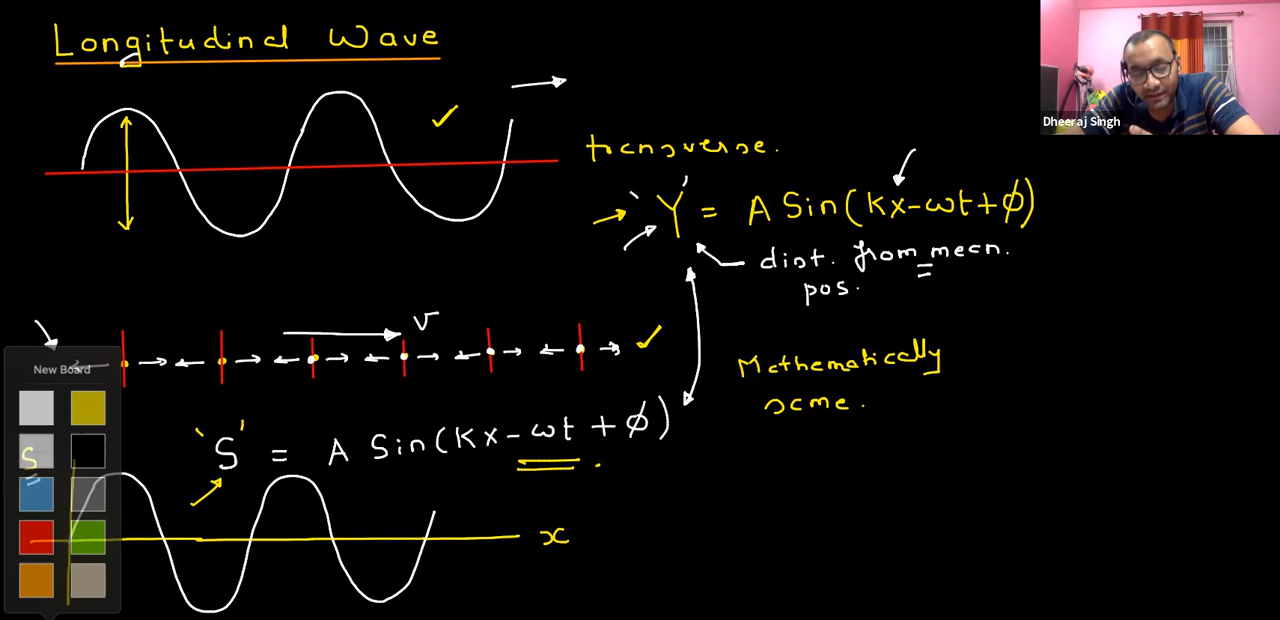 Longitudinal Wave
Dheeraj Singh
transverse.
'Y' = A Sin(kx-ωt+ϕ)
dist. from mean.
pos.
v
New Board
Mathematically
same.
'S' = A Sin(kx-ωt+ϕ)
S
x